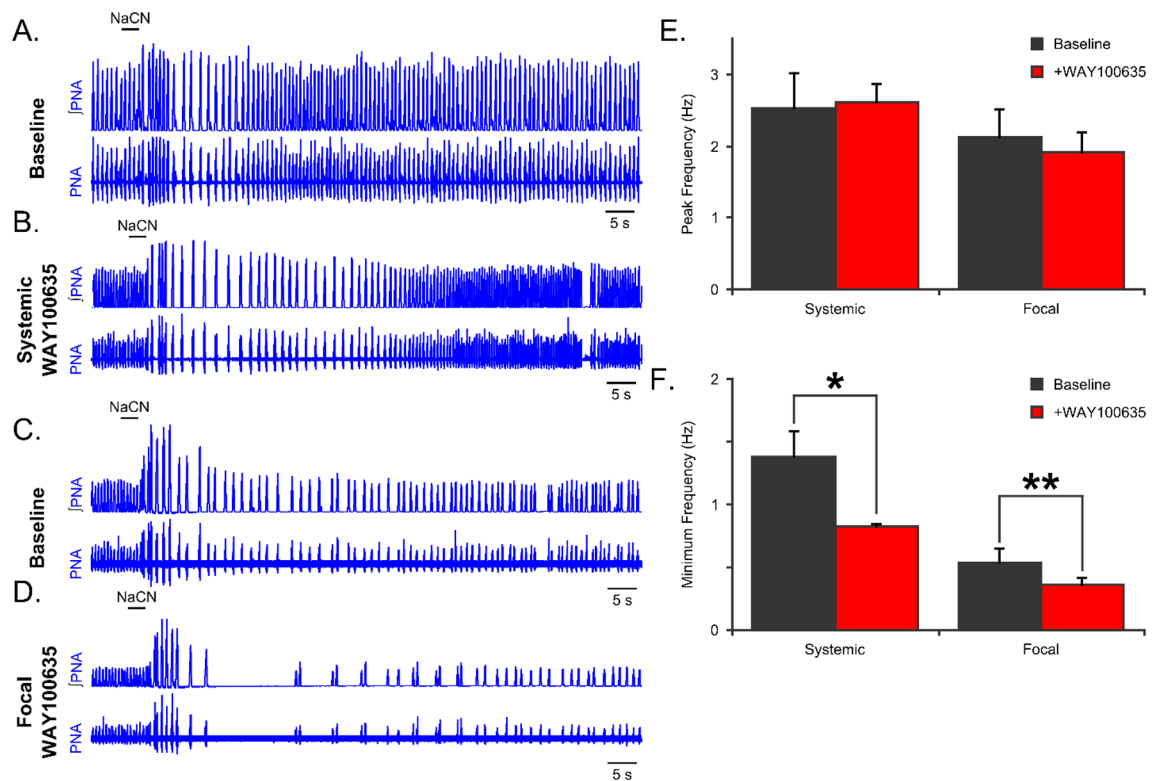 A.
NaCN
∫PNA
PNA
Baseline
5 s
B.
NaCN
∫PNA
PNA
Systemic
WAY100635
5 s
C.
NaCN
∫PNA
PNA
Baseline
5 s
D.
NaCN
∫PNA
PNA
Focal
WAY100635
5 s
E.
Baseline
+WAY100635
Peak Frequency (Hz)
3
2
1
0
Systemic
Focal
F.
Baseline
+WAY100635
Minimum Frequency (Hz)
2
1
0
*
**
Systemic
Focal